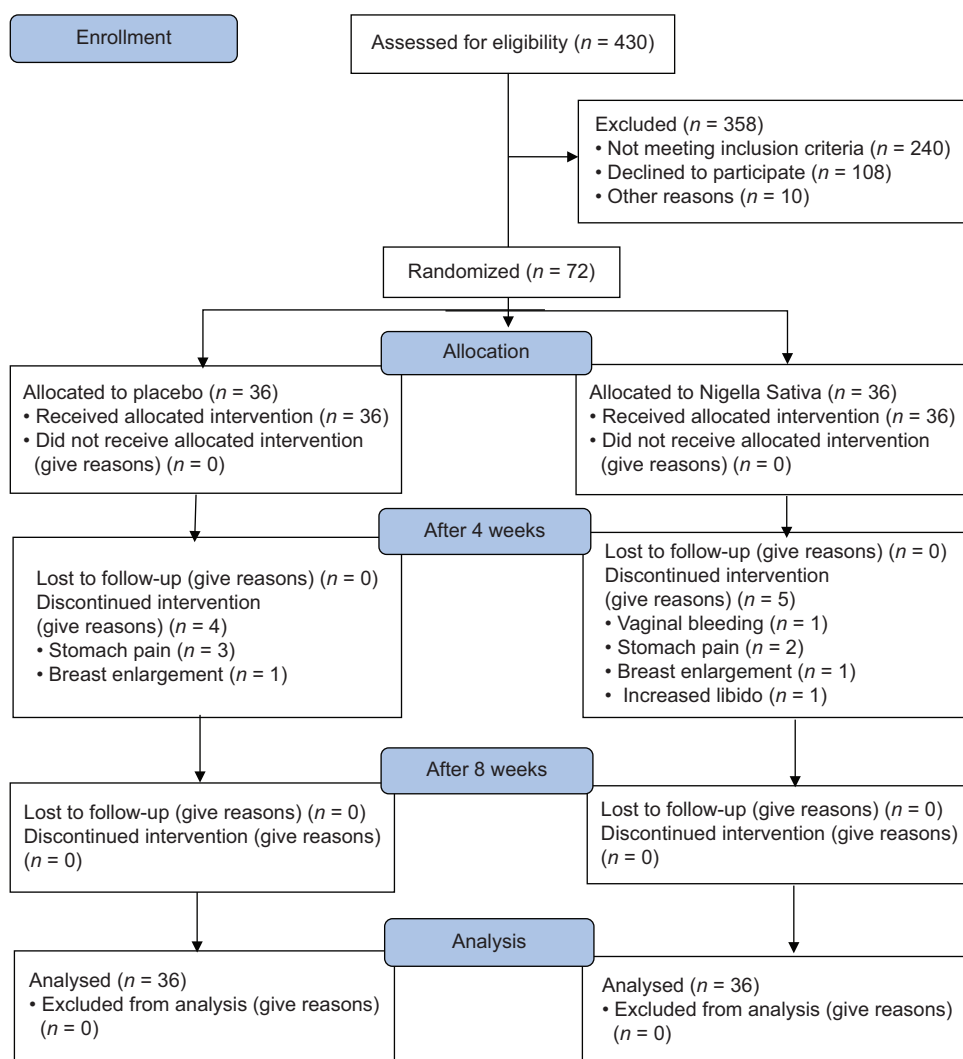 Enrollment
Assessed for eligibility (n = 430)
Excluded (n = 358)
• Not meeting inclusion criteria (n = 240)
• Declined to participate (n = 108)
• Other reasons (n = 10)
Randomized (n = 72)
Allocation
Allocated to placebo (n = 36)
• Received allocated intervention (n = 36)
• Did not receive allocated intervention
(give reasons) (n = 0)
Allocated to Nigella Sativa (n = 36)
• Received allocated intervention (n = 36)
• Did not receive allocated intervention
(give reasons) (n = 0)
After 4 weeks
Lost to follow-up (give reasons) (n = 0)
Discontinued intervention
(give reasons) (n = 4)
• Stomach pain (n = 3)
• Breast enlargement (n = 1)
Lost to follow-up (give reasons) (n = 0)
Discontinued intervention
(give reasons) (n = 5)
• Vaginal bleeding (n = 1)
• Stomach pain (n = 2)
• Breast enlargement (n = 1)
• Increased libido (n = 1)
After 8 weeks
Lost to follow-up (give reasons) (n = 0)
Discontinued intervention (give reasons)
(n = 0)
Lost to follow-up (give reasons) (n = 0)
Discontinued intervention (give reasons)
(n = 0)
Analysis
Analysed (n = 36)
• Excluded from analysis (give reasons)
(n = 0)
Analysed (n = 36)
• Excluded from analysis (give reasons)
(n = 0)